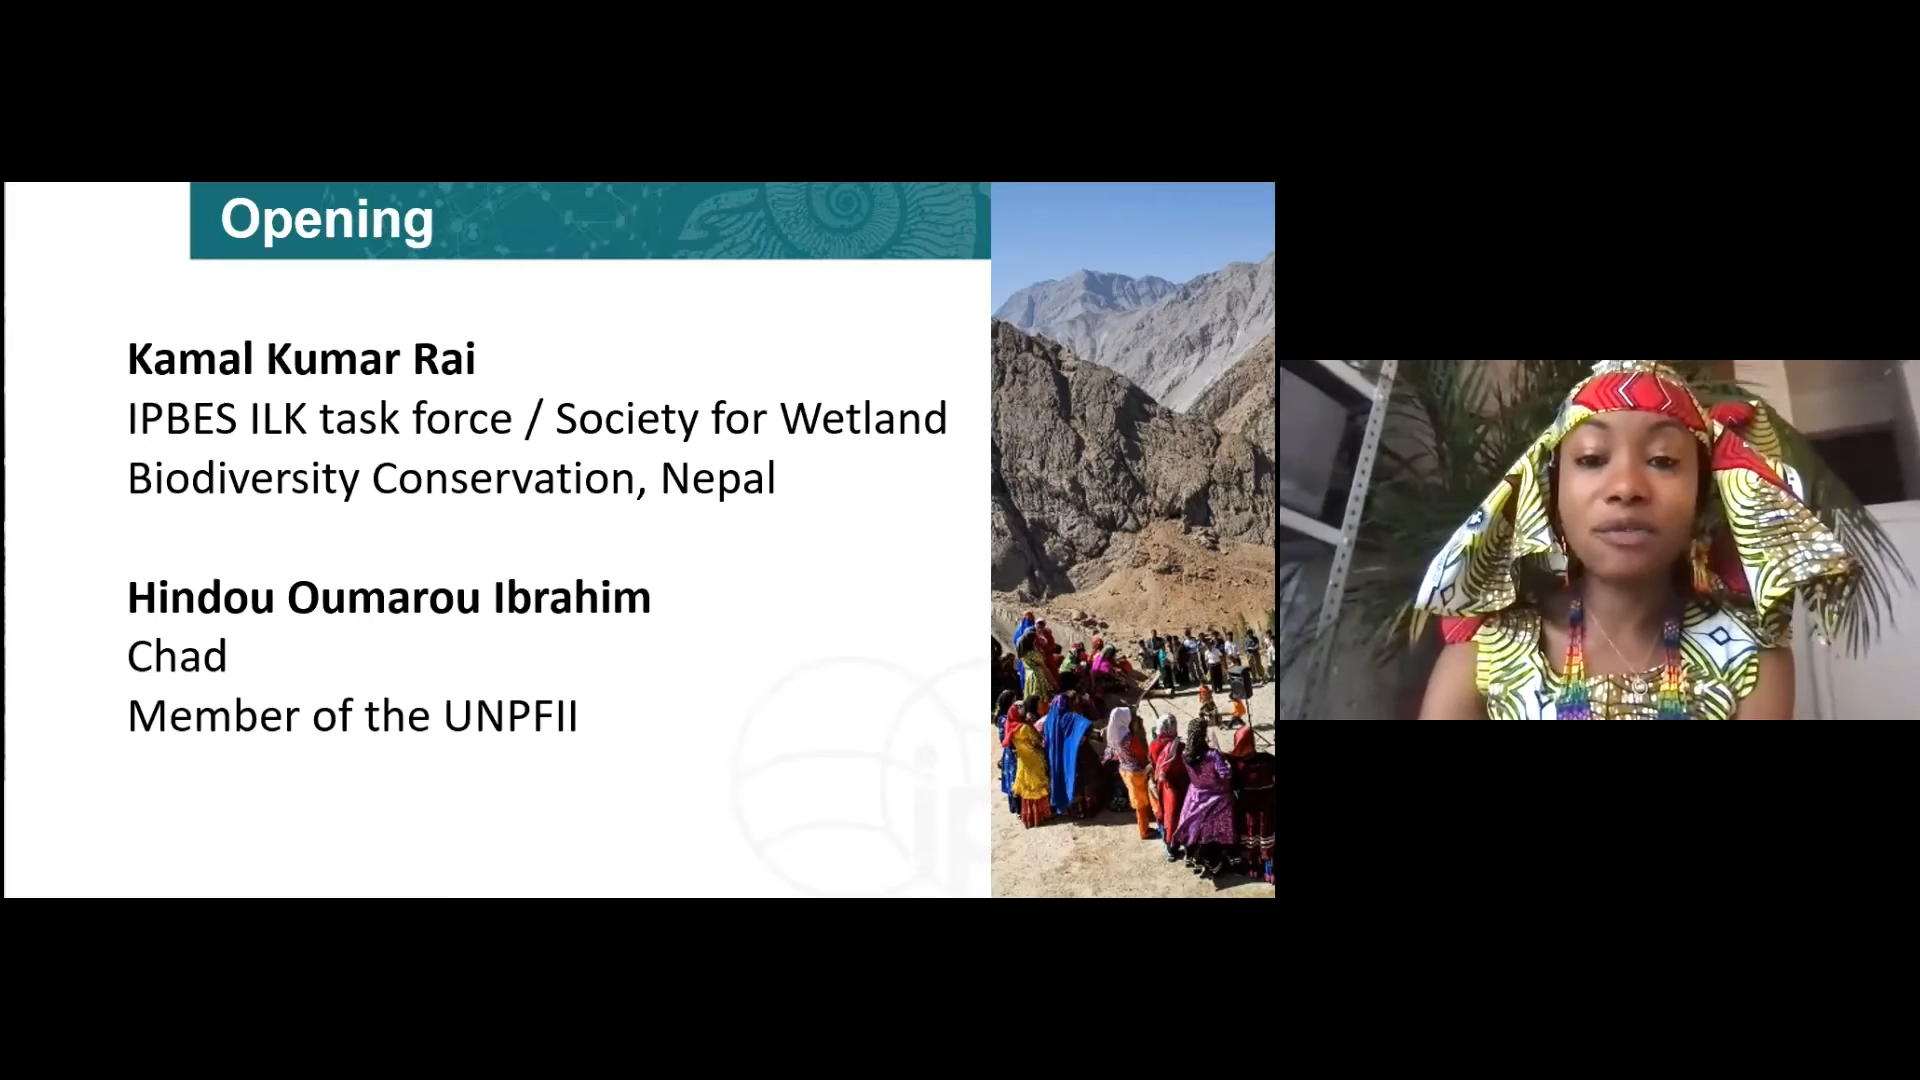 Opening
Kamal Kumar Rai
IPBES ILK task force / Society for Wetland
Biodiversity Conservation, Nepal
Hindou Oumarou Ibrahim
Chad
Member of the UNPFII
ip